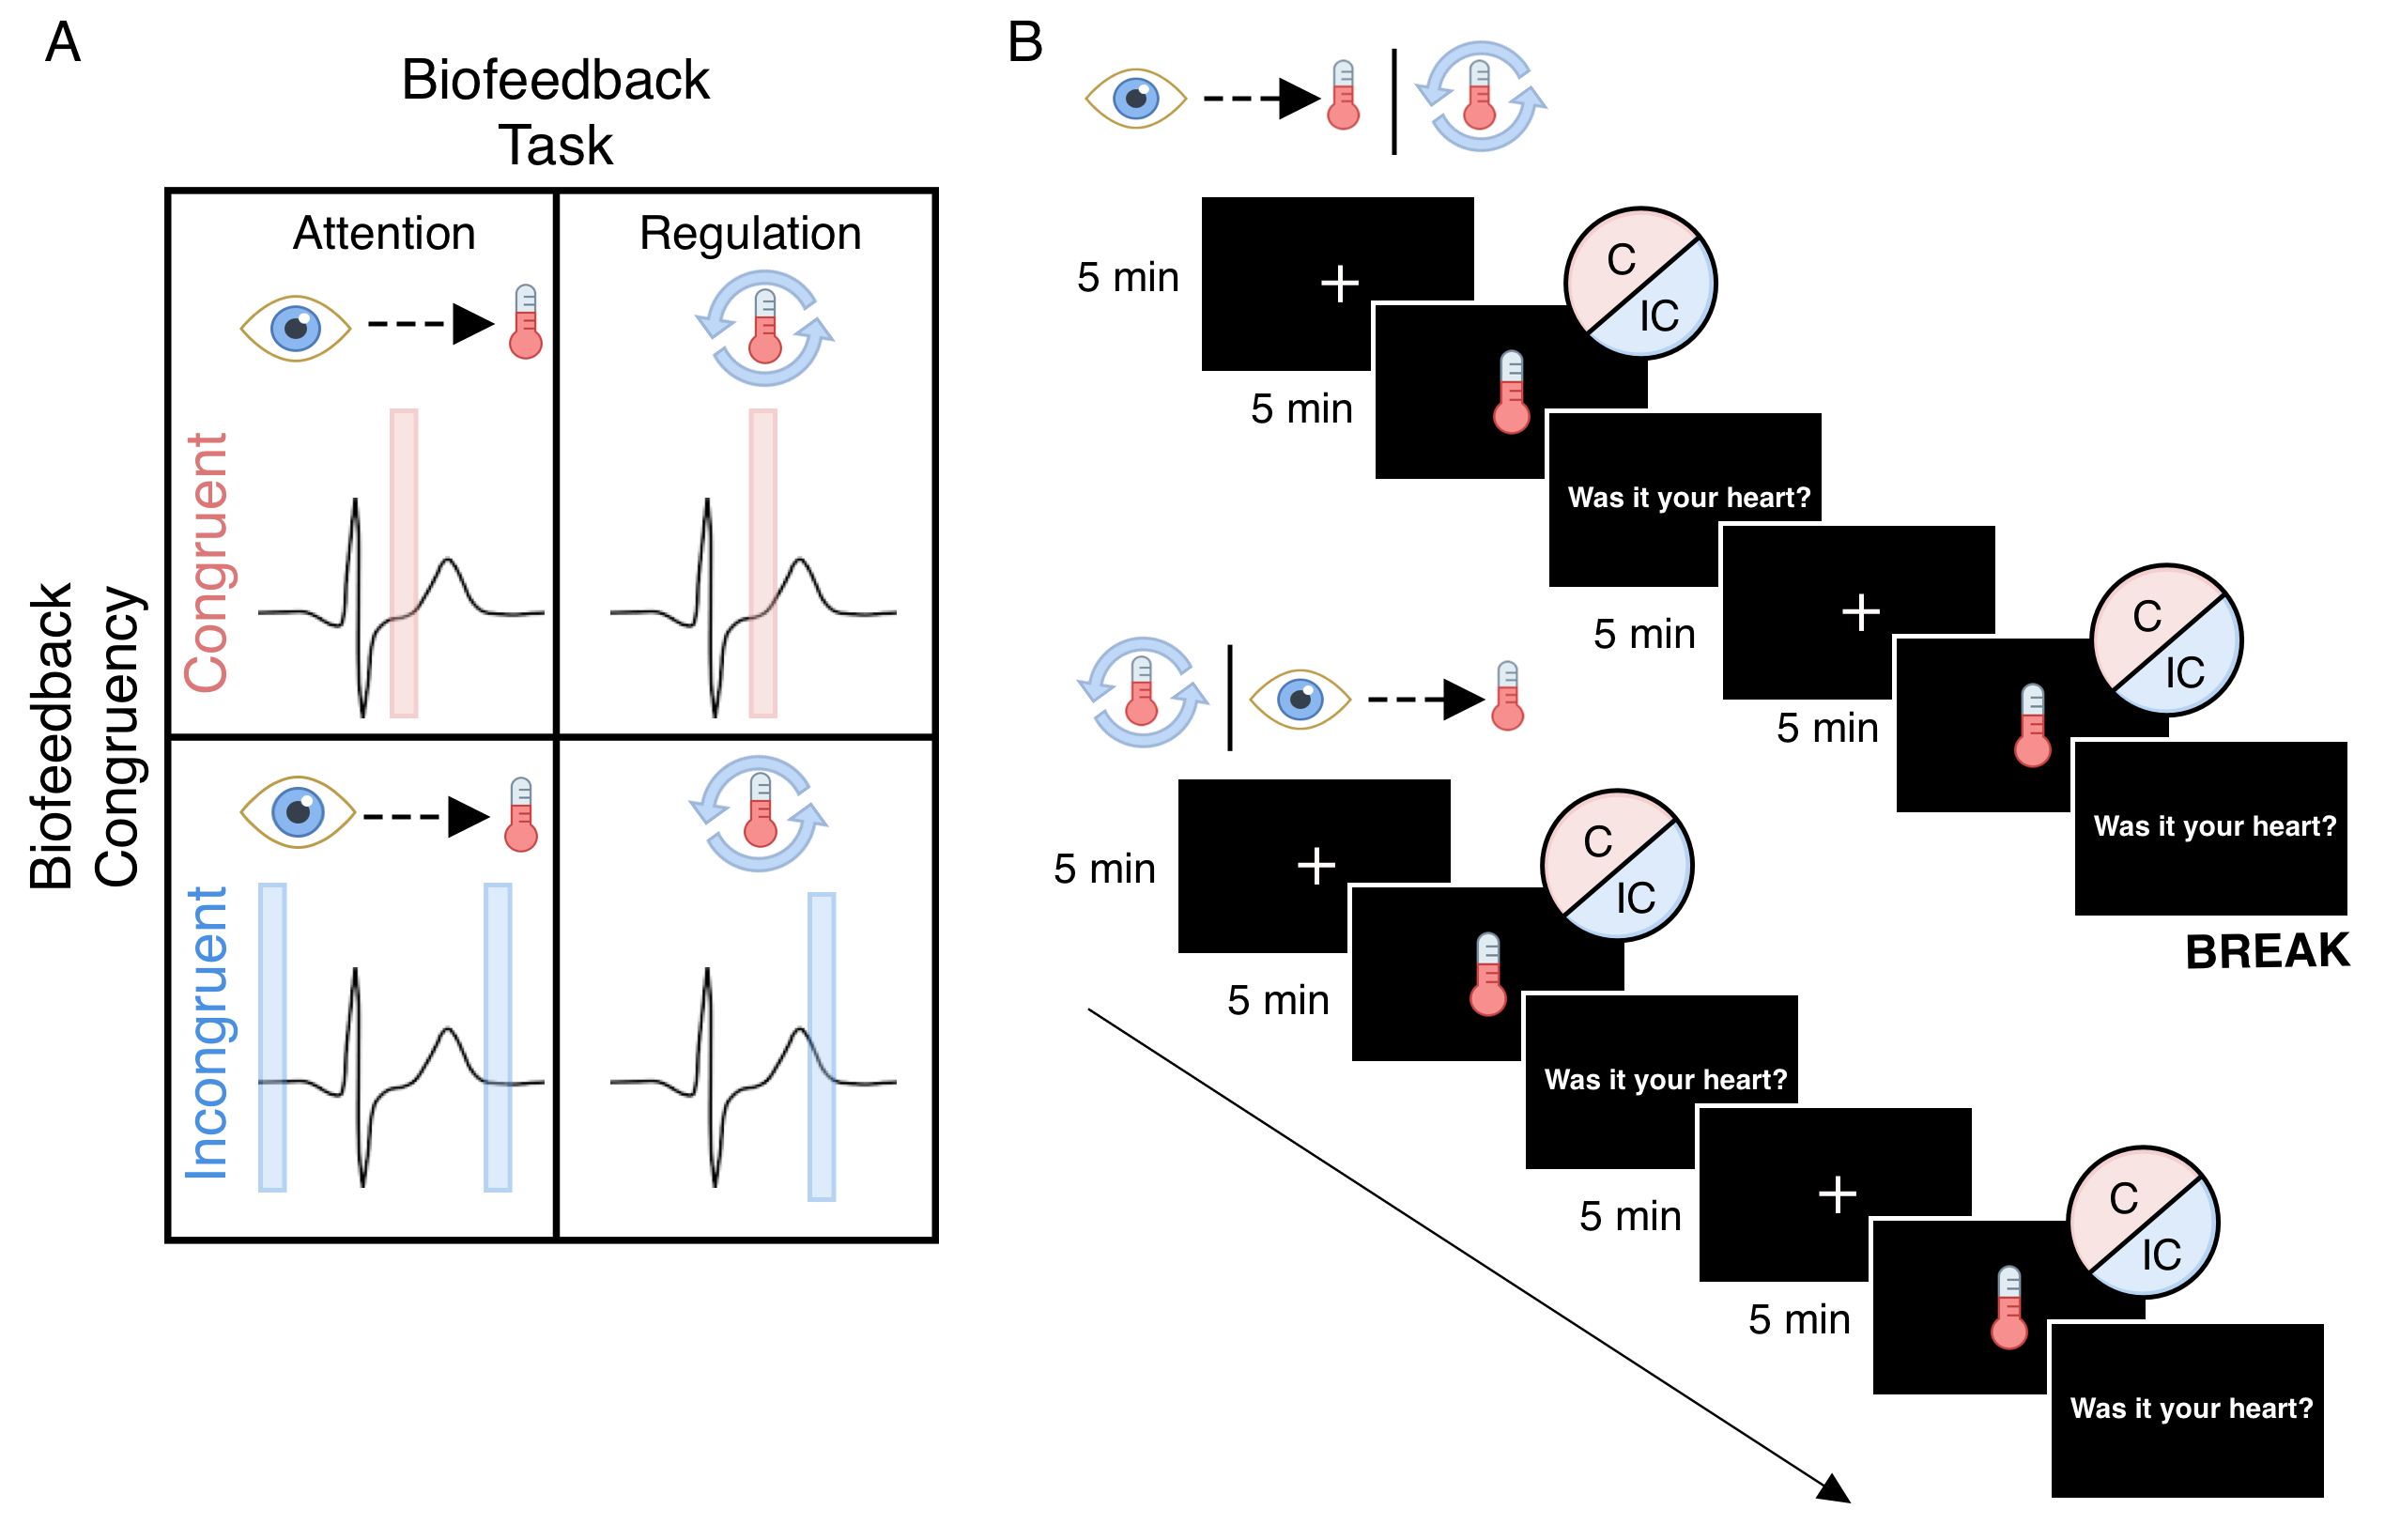 A
Biofeedback
Task
Attention
Regulation
Biofeedback
Congruency
Congruent
Incongruent
B
5 min
C
IC
5 min
Was it your heart?
5 min
C
IC
5 min
Was it your heart?
BREAK
5 min
C
IC
5 min
Was it your heart?
5 min
C
IC
5 min
Was it your heart?